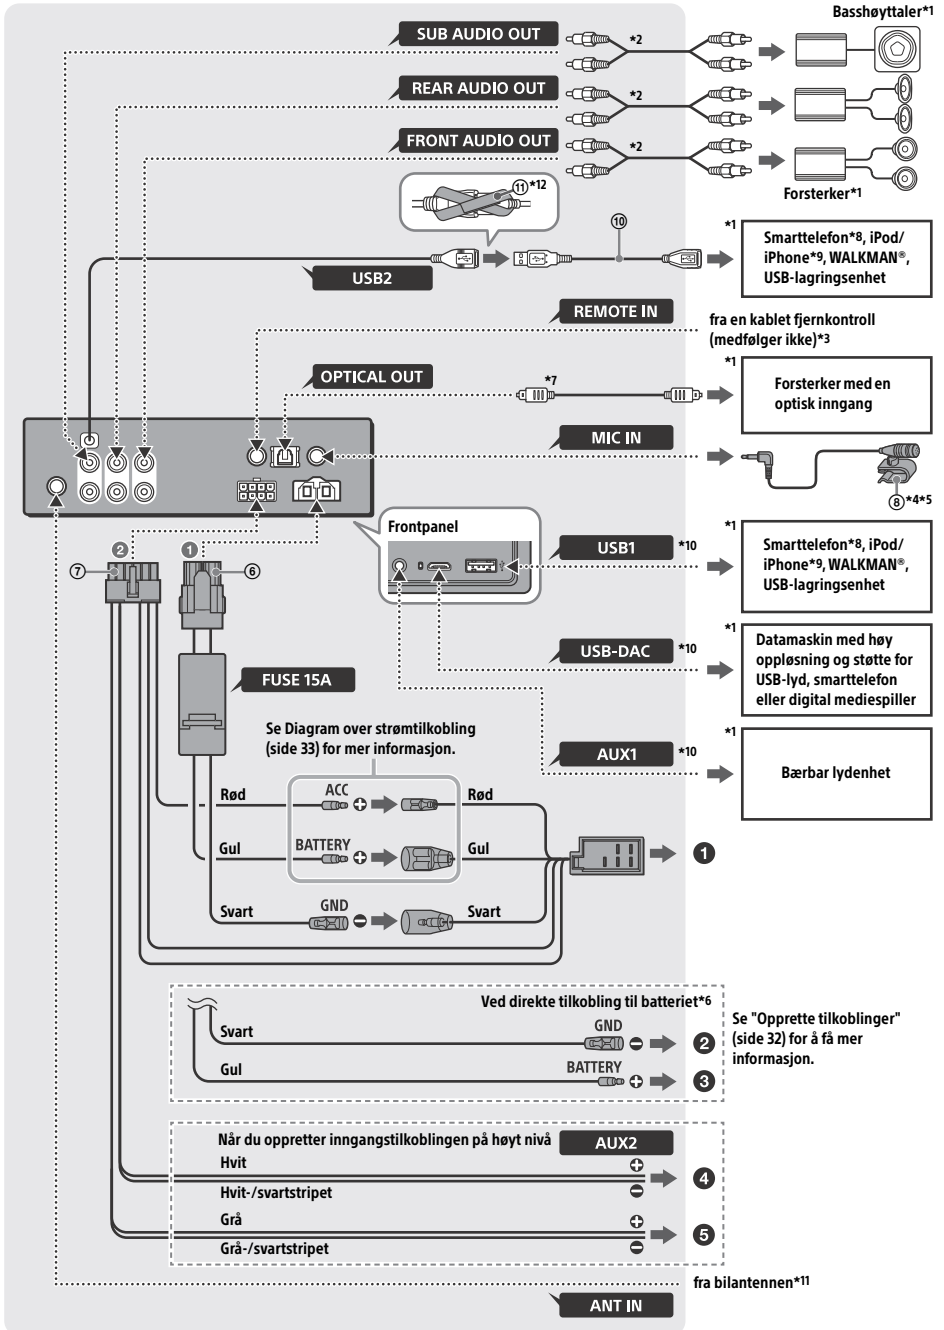 Basshøyttaler*1
SUB AUDIO OUT
*2
REAR AUDIO OUT
*2
FRONT AUDIO OUT
*2
Forsterker*1
⑪*12
⑩
*1
Smarttelefon*8, iPod/
iPhone*9, WALKMAN®,
USB-lagringsenhet
USB2
REMOTE IN
fra en kablet fjernkontroll
(medfølger ikke)*3
OPTICAL OUT
*7
*1
Forsterker med en
optisk inngang
MIC IN
⑧*4*5
Frontpanel
❷
❶
⑦
⑥
USB1
*10
*1
Smarttelefon*8, iPod/
iPhone*9, WALKMAN®,
USB-lagringsenhet
USB-DAC
*10
*1
Datamaskin med høy
oppløsning og støtte for
USB-lyd, smarttelefon
eller digital mediespiller
FUSE 15A
Se Diagram over strømtilkobling
(side 33) for mer informasjon.
AUX1
*10
*1
Bærbar lydenhet
Rød
ACC
Rød
Gul
BATTERY
Gul
❶
Svart
GND
Svart
Ved direkte tilkobling til batteriet*6
Svart
GND
❷
Gul
BATTERY
❸
Se "Opprette tilkoblinger"
(side 32) for å få mer
informasjon.
Når du oppretter inngangstilkoblingen på høyt nivå
AUX2
Hvit
❹
Hvit-/svartstripet
Grå
❺
Grå-/svartstripet
fra bilantennen*11
ANT IN